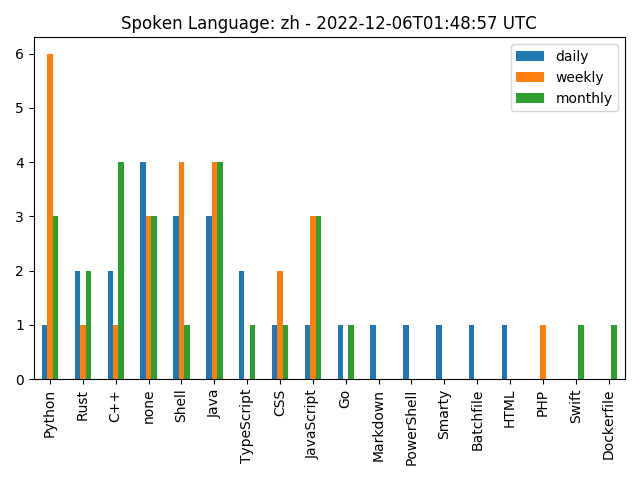 Spoken Language: zh - 2022-12-06T01:48:57 UTC
daily
weekly
monthly
6
5
4
3
2
1
0
Python
Rust
C++
none
Shell
Java
TypeScript
CSS
JavaScript
Go
Markdown
PowerShell
Smarty
Batchfile
HTML
PHP
Swift
Dockerfile